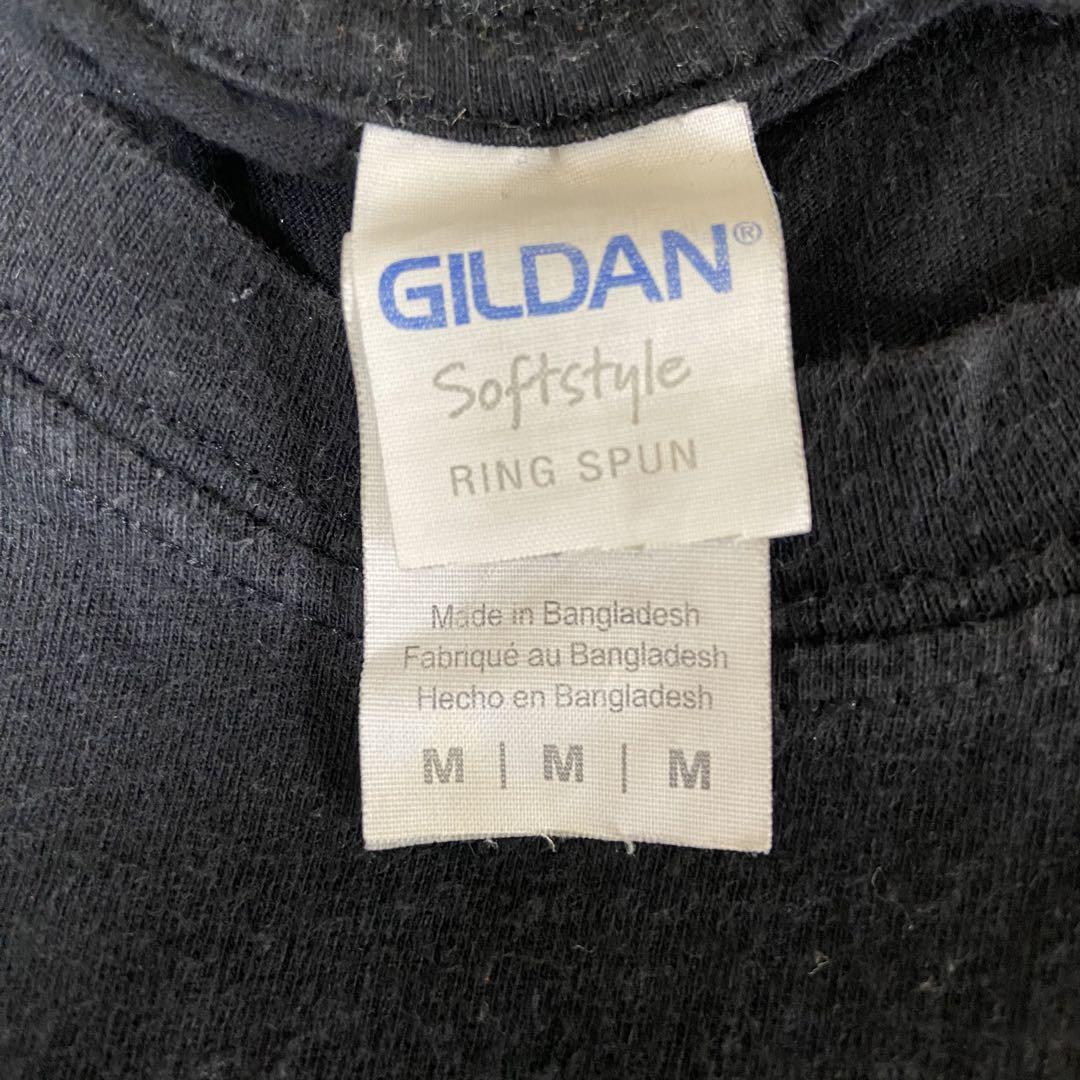 GILDAN®
Softstyle
RING SPUN
Made in Bangladesh
Fabriqué au Bangladesh
Hecho en Bangladesh
M | M | M